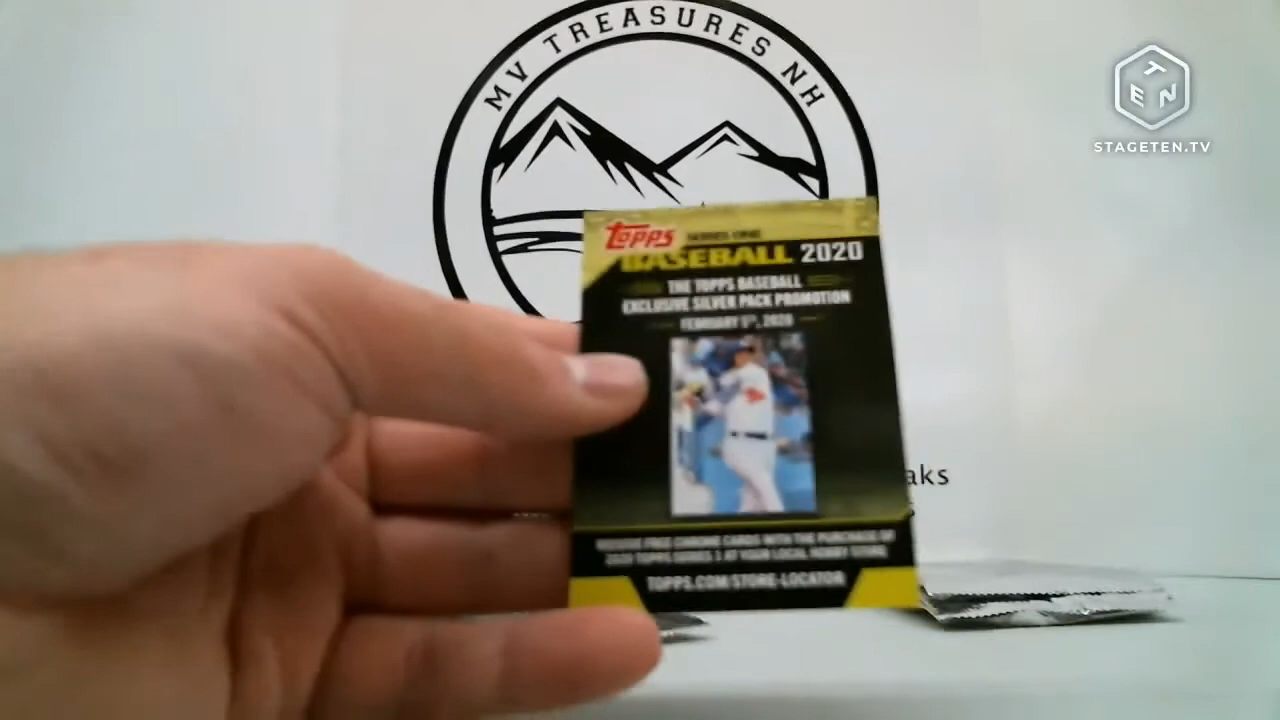 MV TREASURES NH
TEN
STAGETEN.TV
Topps SERIES ONE
BASEBALL 2020
THE TOPPS BASEBALL
EXCLUSIVE SILVER PACK PROMOTION
FEBRUARY 5TH, 2020
aks
RECEIVE FREE CHROME CARDS WITH THE PURCHASE OF
2020 TOPPS SERIES 1 AT YOUR LOCAL HOBBY STORE
TOPPS.COM/STORE-LOCATOR